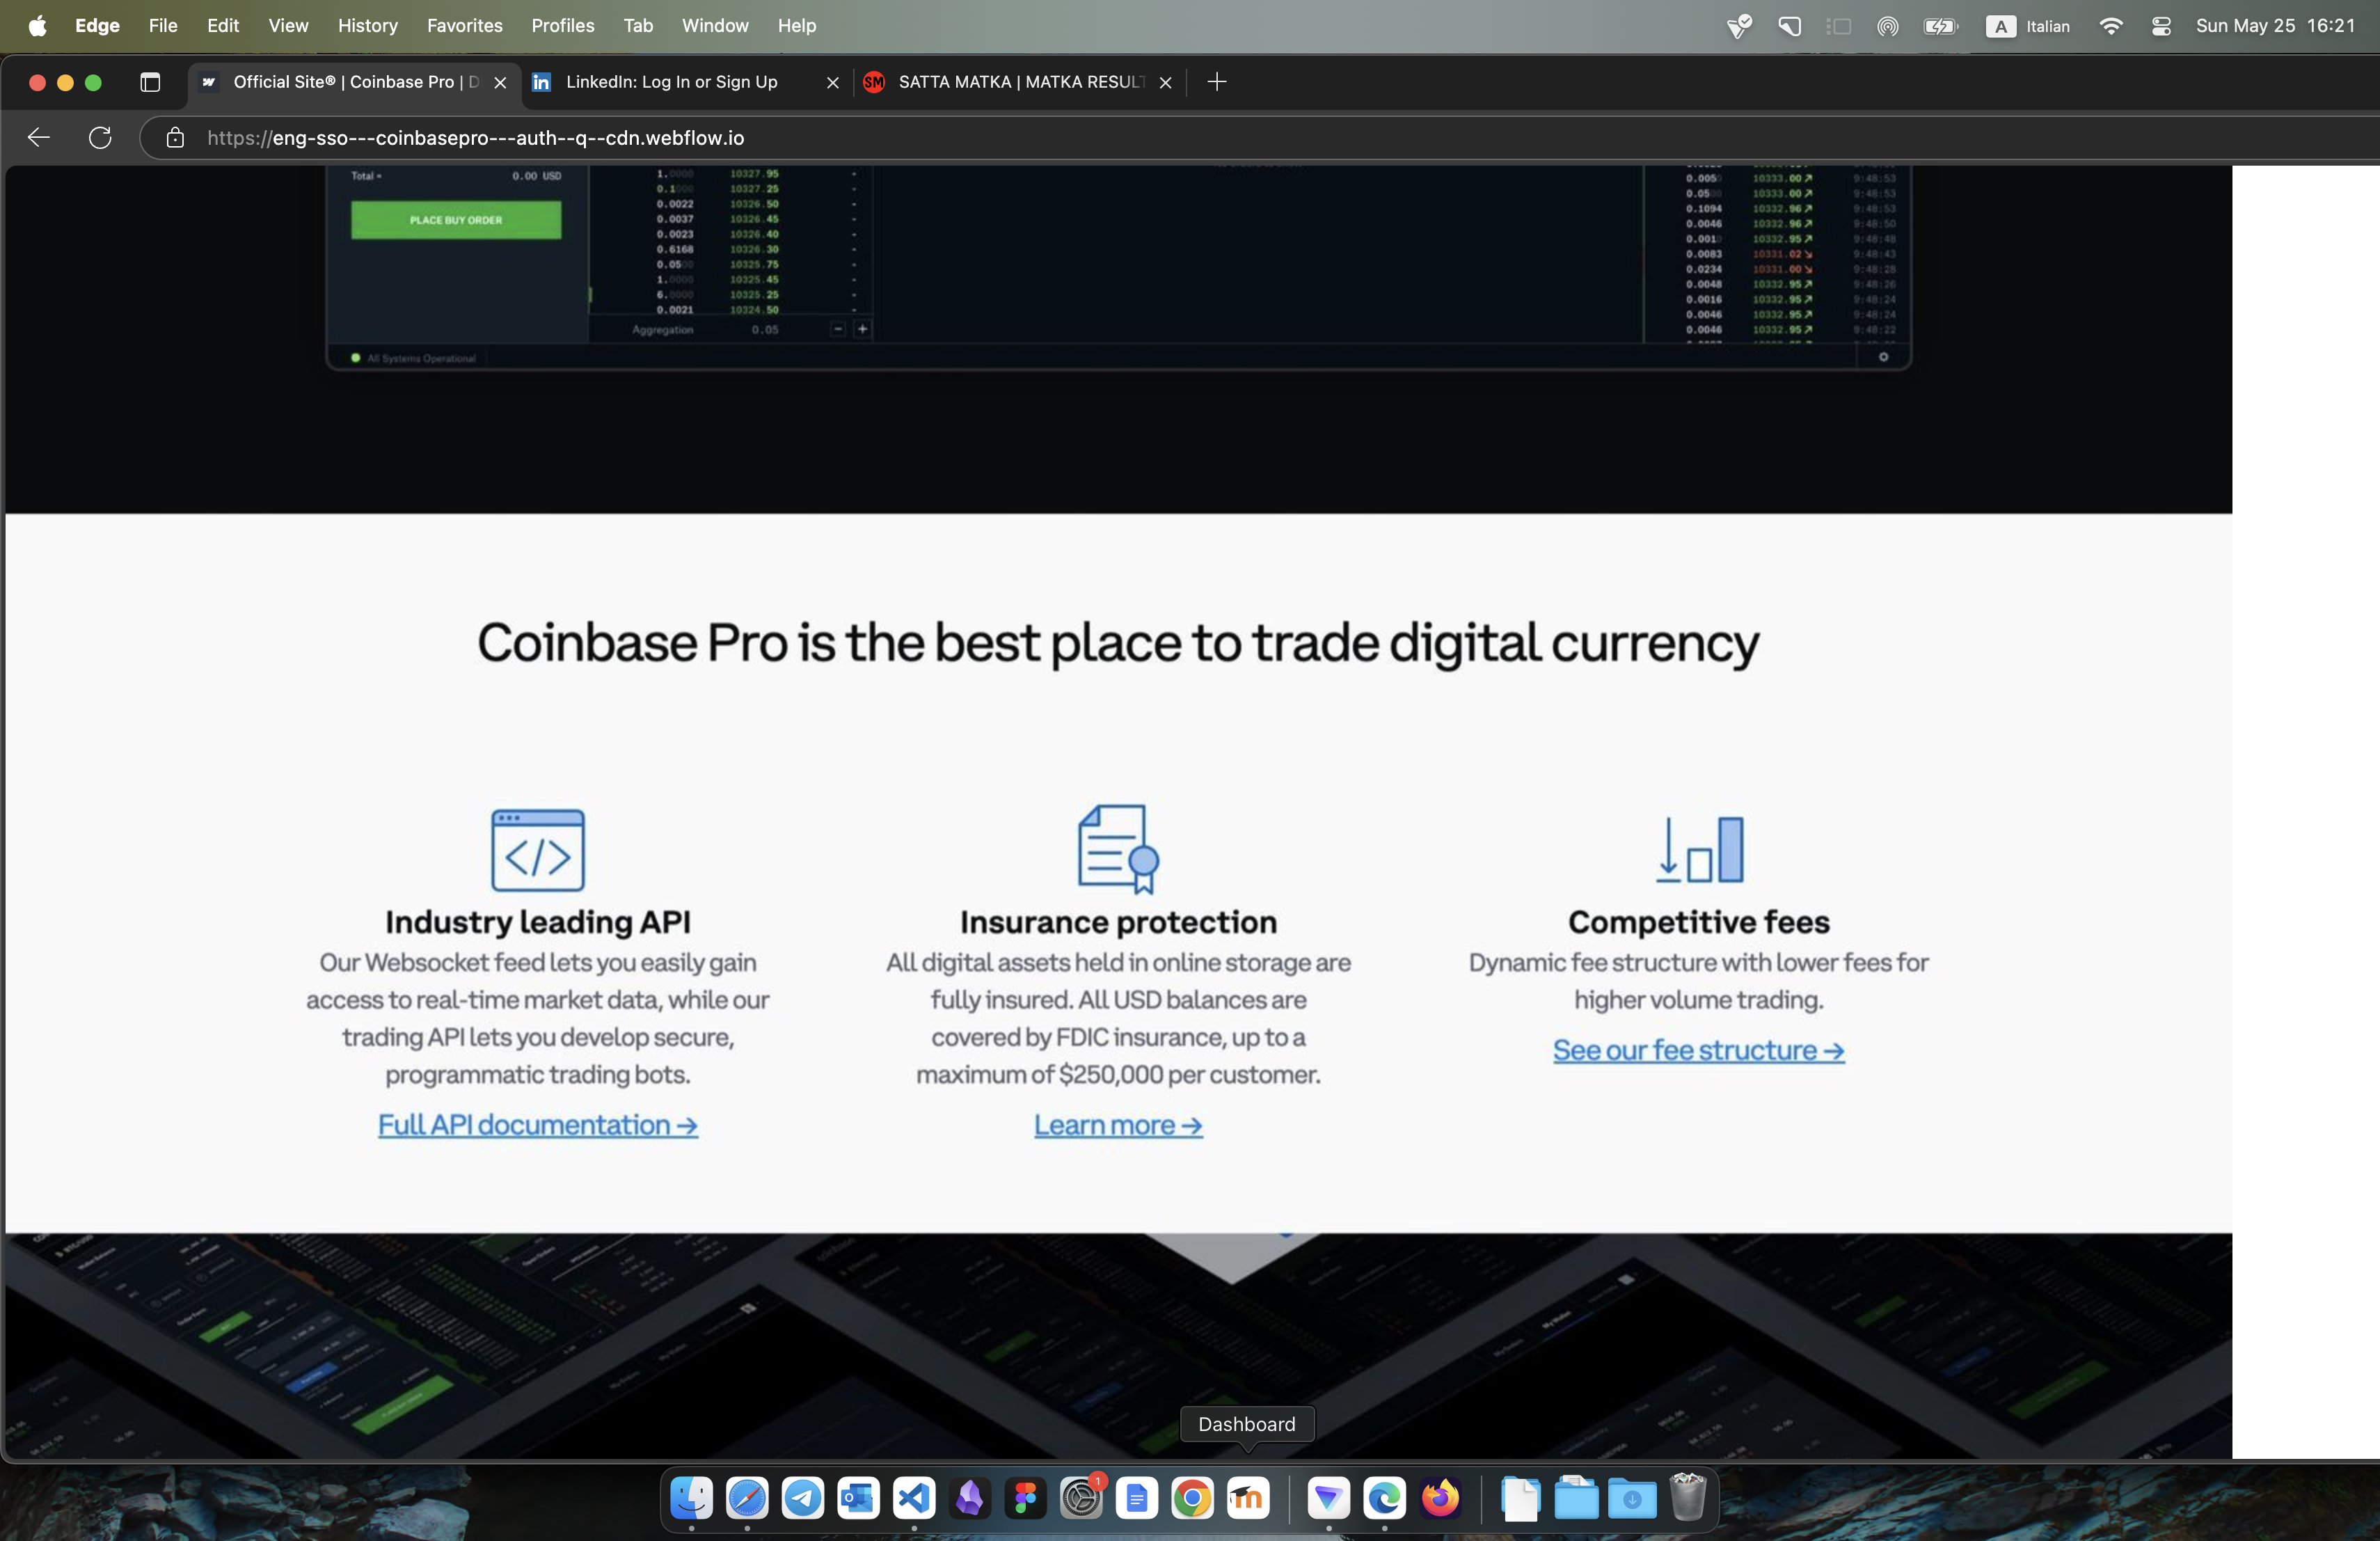 Edge File Edit View History Favorites Profiles Tab Window Help
A Italian Sun May 25 16:21
Official Site® | Coinbase Pro | D
LinkedIn: Log In or Sign Up
SM SATTA MATKA | MATKA RESULT
https://eng-sso---coinbasepro---auth--q--cdn.webflow.io
Total = 0.00 USD
PLACE BUY ORDER
1.0000 10327.95 -
0.1000 10327.25 -
0.0022 10326.50 -
0.0037 10326.45 -
0.0023 10326.40 -
0.6168 10326.30 -
0.0500 10325.75 -
1.0000 10325.45 -
6.0000 10325.25 -
0.0021 10324.50 -
Aggregation 0.05 - +
0.0050 10333.00↗ 9:48:53
0.0500 10333.00↗ 9:48:53
0.1094 10332.96↗ 9:48:53
0.0046 10332.96↗ 9:48:50
0.0010 10332.95↗ 9:48:48
0.0083 10331.02↘ 9:48:43
0.0234 10331.00↘ 9:48:28
0.0048 10332.95↗ 9:48:26
0.0016 10332.95↗ 9:48:24
0.0046 10332.95↗ 9:48:24
0.0046 10332.95↗ 9:48:22
All Systems Operational
Coinbase Pro is the best place to trade digital currency
Industry leading API
Our Websocket feed lets you easily gain
access to real-time market data, while our
trading API lets you develop secure,
programmatic trading bots.
Full API documentation →
Insurance protection
All digital assets held in online storage are
fully insured. All USD balances are
covered by FDIC insurance, up to a
maximum of $250,000 per customer.
Learn more →
Competitive fees
Dynamic fee structure with lower fees for
higher volume trading.
See our fee structure →
Dashboard
1